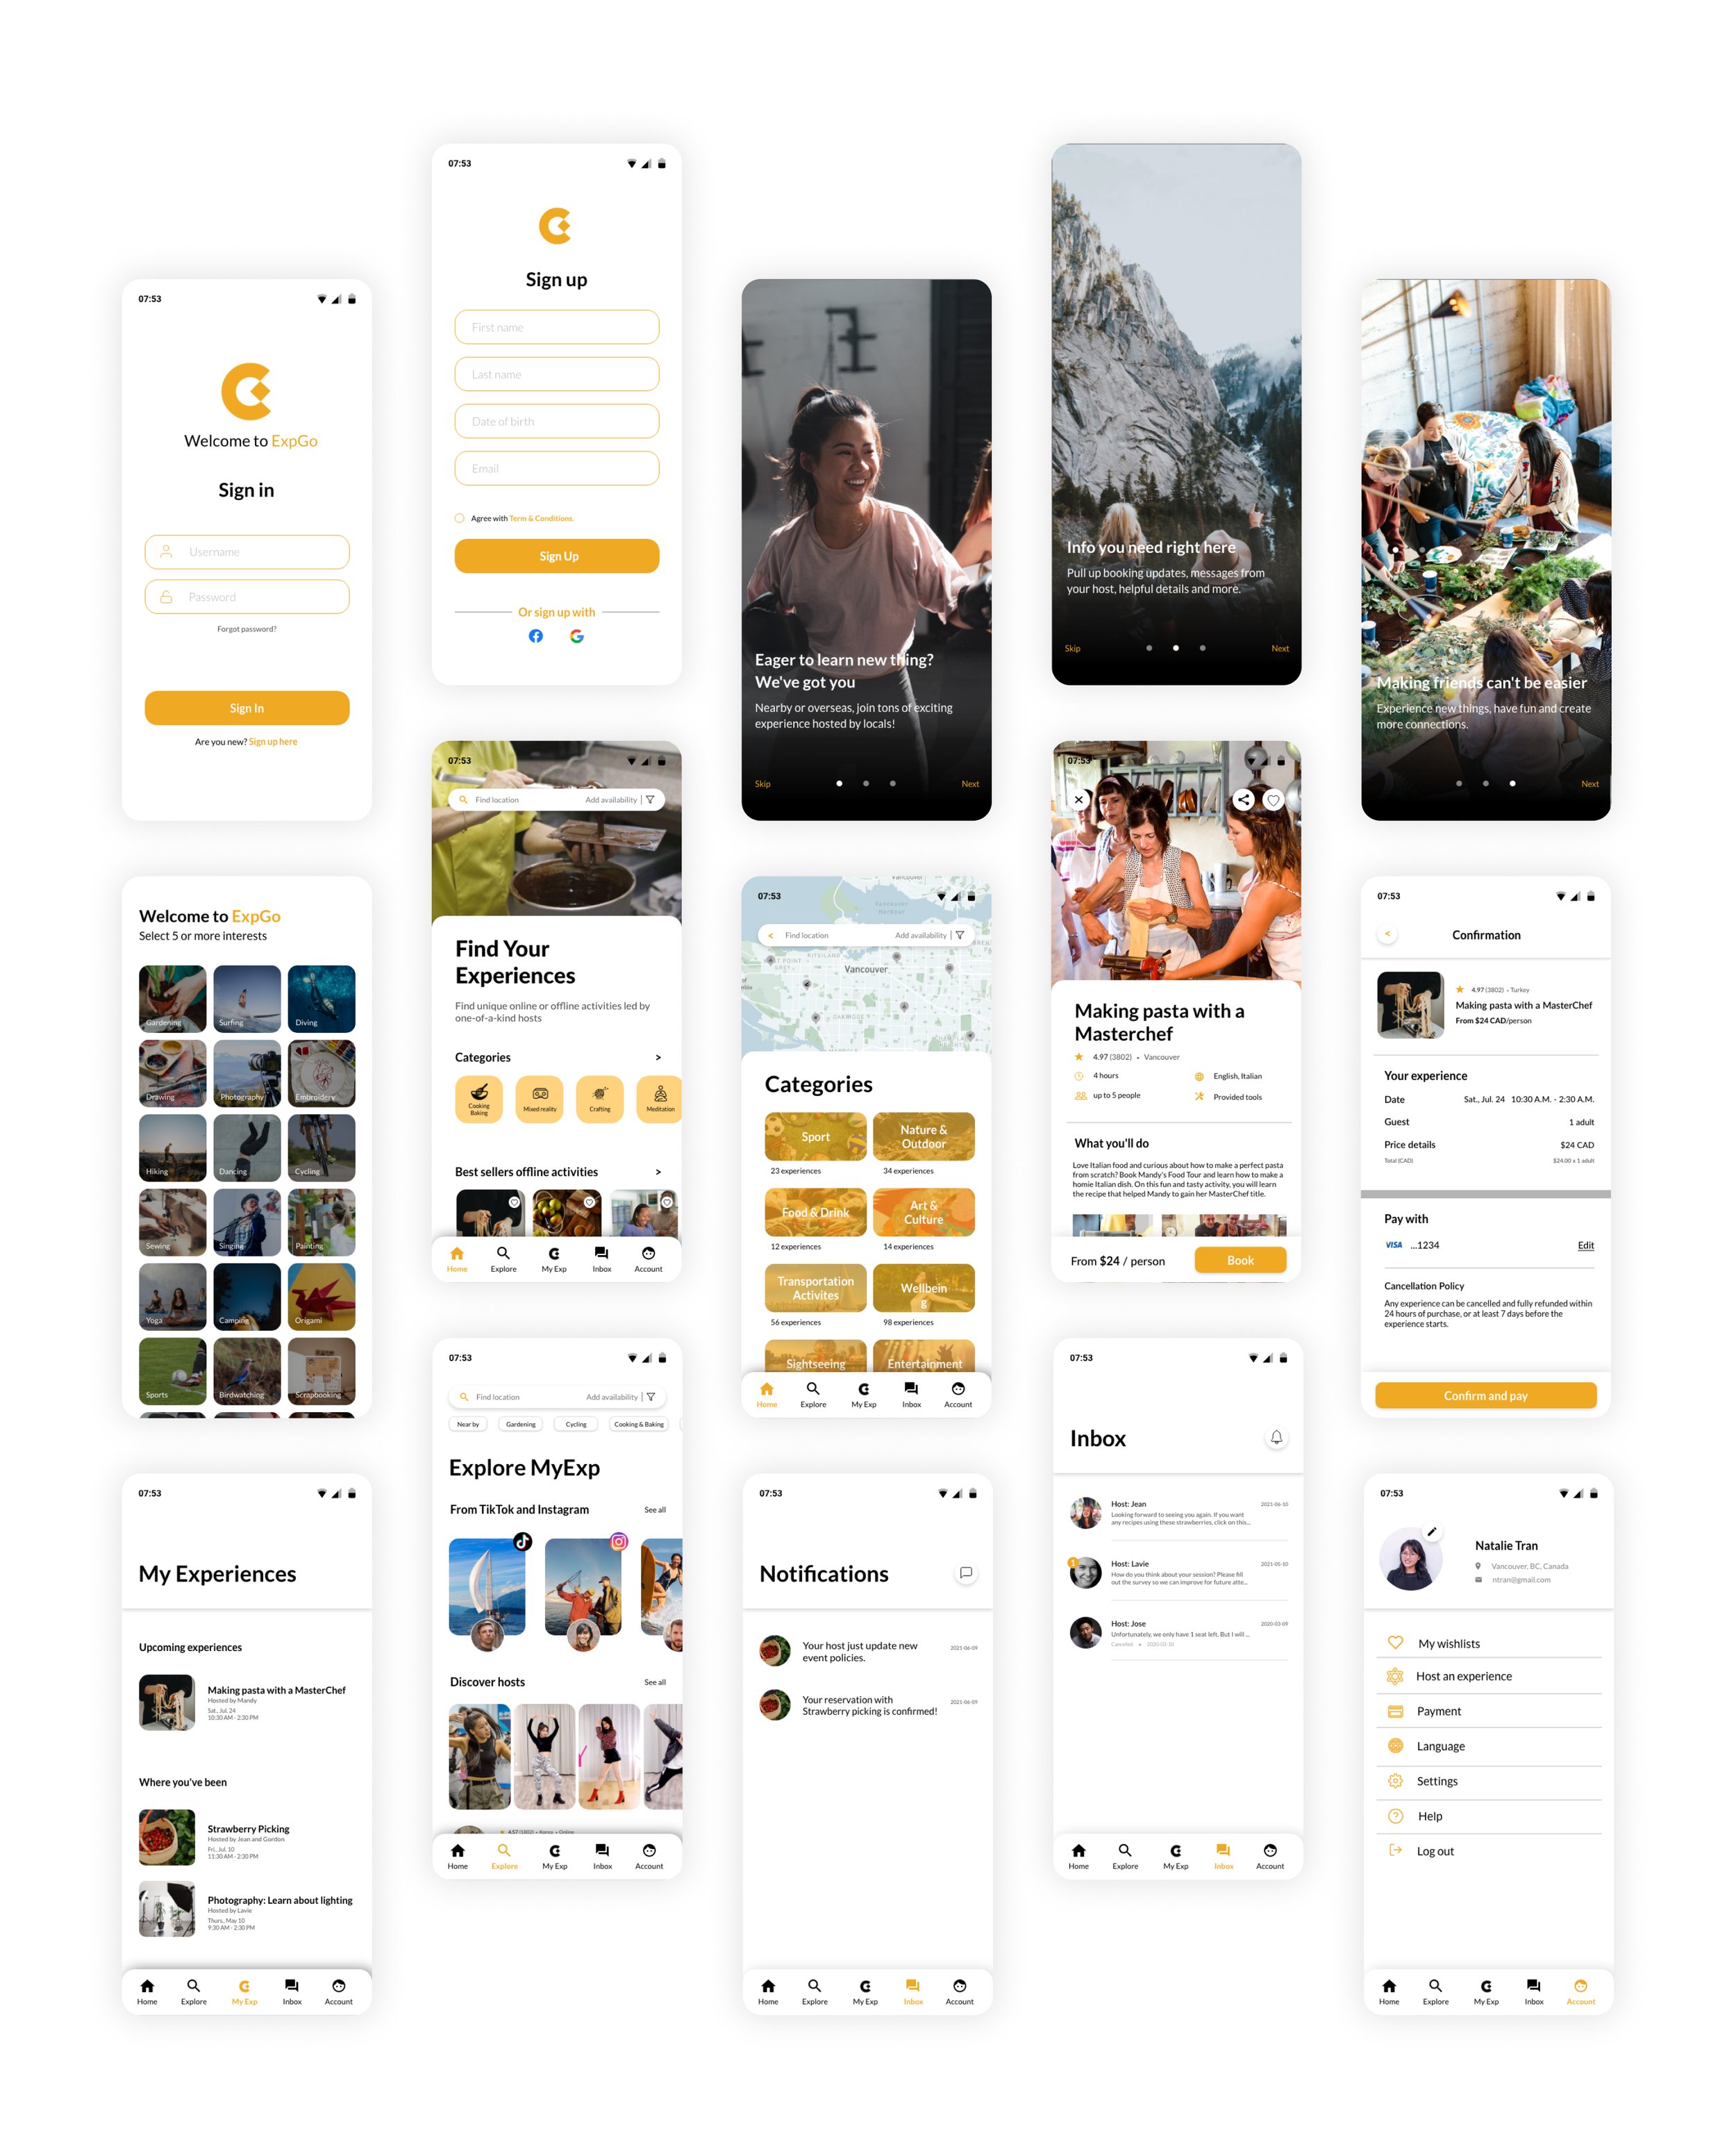 07:53
Welcome to ExpGo
Sign in
Username
Password
Forgot password?
Sign In
Are you new? Sign up here
07:53
Sign up
First name
Last name
Date of birth
Email
Agree with Term & Conditions.
Sign Up
Or sign up with
Eager to learn new thing?
We've got you
Nearby or overseas, join tons of exciting
experience hosted by locals!
Skip
Next
Info you need right here
Pull up booking updates, messages from
your host, helpful details and more.
Skip
Next
Making friends can't be easier
Experience new things, have fun and create
more connections.
Next
Welcome to ExpGo
Select 5 or more interests
Gardening
Surfing
Diving
Drawing
Photography
Embroidery
Hiking
Dancing
Cycling
Sewing
Singing
Painting
Yoga
Camping
Origami
Sports
Birdwatching
Scrapbooking
07:53
Find location
Add availability
Find Your
Experiences
Find unique online or offline activities led by
one-of-a-kind hosts
Categories >
Cooking
Baking
Mixed reality
Crafting
Meditation
Best sellers offline activities >
Home
Explore
My Exp
Inbox
Account
07:53
Vancouver
Vancouver
Harbour
< Find location
Add availability
KITSILANO
Vancouver
OAKRIDGE
Categories
Sport
23 experiences
Nature &
Outdoor
34 experiences
Food & Drink
12 experiences
Art &
Culture
14 experiences
Transportation
Activites
56 experiences
Wellbein
g
98 experiences
Sightseeing
Entertainment
Home
Explore
My Exp
Inbox
Account
07:53
Making pasta with a
Masterchef
4.97 (3802) • Vancouver
4 hours
English, Italian
up to 5 people
Provided tools
What you'll do
Love Italian food and curious about how to make a perfect pasta
from scratch? Book Mandy's Food Tour and learn how to make a
homie Italian dish. On this fun and tasty activity, you will learn
the recipe that helped Mandy to gain her MasterChef title.
From $24 / person
Book
07:53
<
Confirmation
4.97 (3802) • Turkey
Making pasta with a MasterChef
From $24 CAD/person
Your experience
Date Sat., Jul. 24 10:30 A.M. - 2:30 A.M.
Guest 1 adult
Price details $24 CAD
Total (CAD) $24.00 x 1 adult
Pay with
VISA ...1234 Edit
Cancellation Policy
Any experience can be cancelled and fully refunded within
24 hours of purchase, or at least 7 days before the
experience starts.
Confirm and pay
07:53
My Experiences
Upcoming experiences
Making pasta with a MasterChef
Hosted by Mandy
Sat., Jul. 24
10:30 AM - 2:30 PM
Where you've been
Strawberry Picking
Hosted by Jean and Gordon
Fri., Jul. 10
11:30 AM - 2:30 PM
Photography: Learn about lighting
Hosted by Lavie
Thurs., May 10
9:30 AM - 2:30 PM
Home
Explore
My Exp
Inbox
Account
07:53
Find location
Add availability
Near by
Gardening
Cycling
Cooking & Baking
Explore MyExp
From TikTok and Instagram See all
Discover hosts See all
4.57 (1802) • Korea • Online
Home
Explore
My Exp
Inbox
Account
07:53
Notifications
Your host just update new
event policies.
2021-06-09
Your reservation with
Strawberry picking is confirmed!
2021-06-09
Home
Explore
My Exp
Inbox
Account
07:53
Inbox
Host: Jean 2021-06-10
Looking forward to seeing you again. If you want
any recipes using these strawberries, click on this...
1
Host: Lavie 2021-05-10
How do you think about your session? Please fill
out the survey so we can improve for future atte...
Host: Jose 2020-03-09
Unfortunately, we only have 1 seat left. But I will ...
Cancelled • 2020-03-10
Home
Explore
My Exp
Inbox
Account
07:53
Natalie Tran
Vancouver, BC, Canada
ntran@gmail.com
My wishlists
Host an experience
Payment
Language
Settings
Help
Log out
Home
Explore
My Exp
Inbox
Account